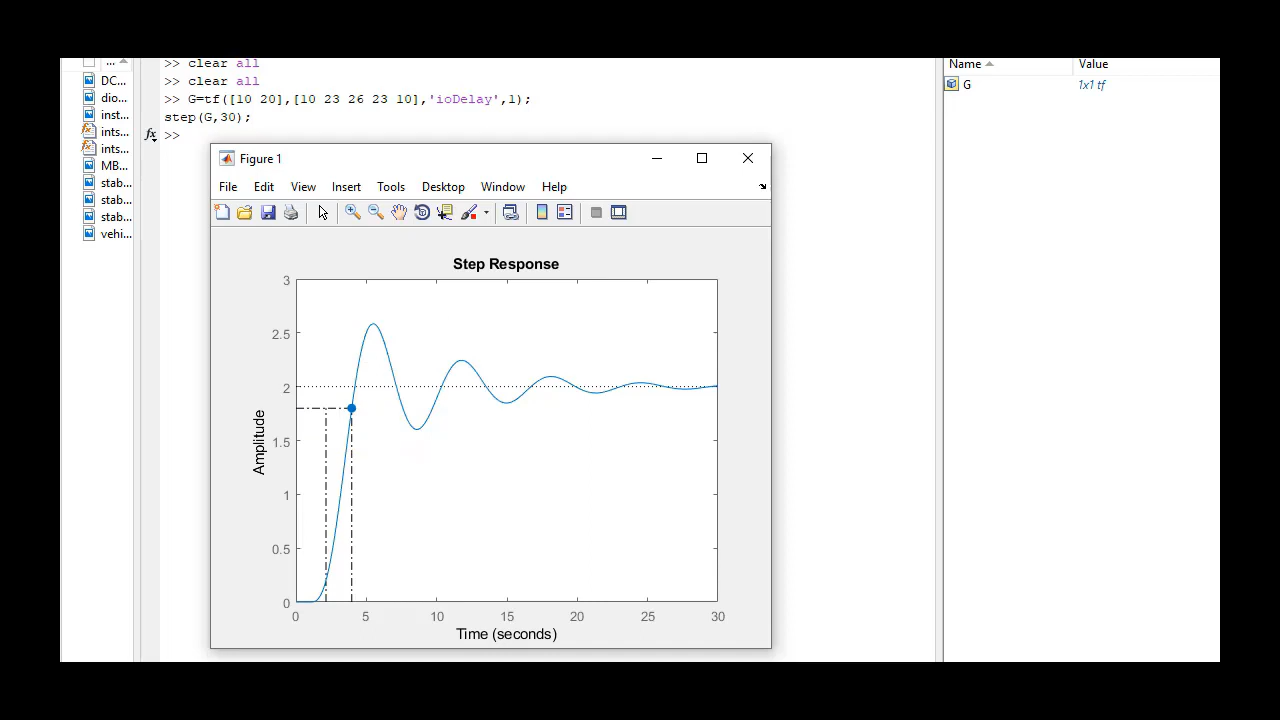 ...
>> clear all
>> clear all
>> G=tf([10 20],[10 23 26 23 10],'ioDelay',1);
step(G,30);
fx >>
DC...
dio...
inst...
ints...
ints...
MB...
stab...
stab...
stab...
vehi...
Name Value
G 1x1 tf
Figure 1
File Edit View Insert Tools Desktop Window Help
Step Response
3
2.5
2
1.5
1
0.5
0
Amplitude
0 5 10 15 20 25 30
Time (seconds)